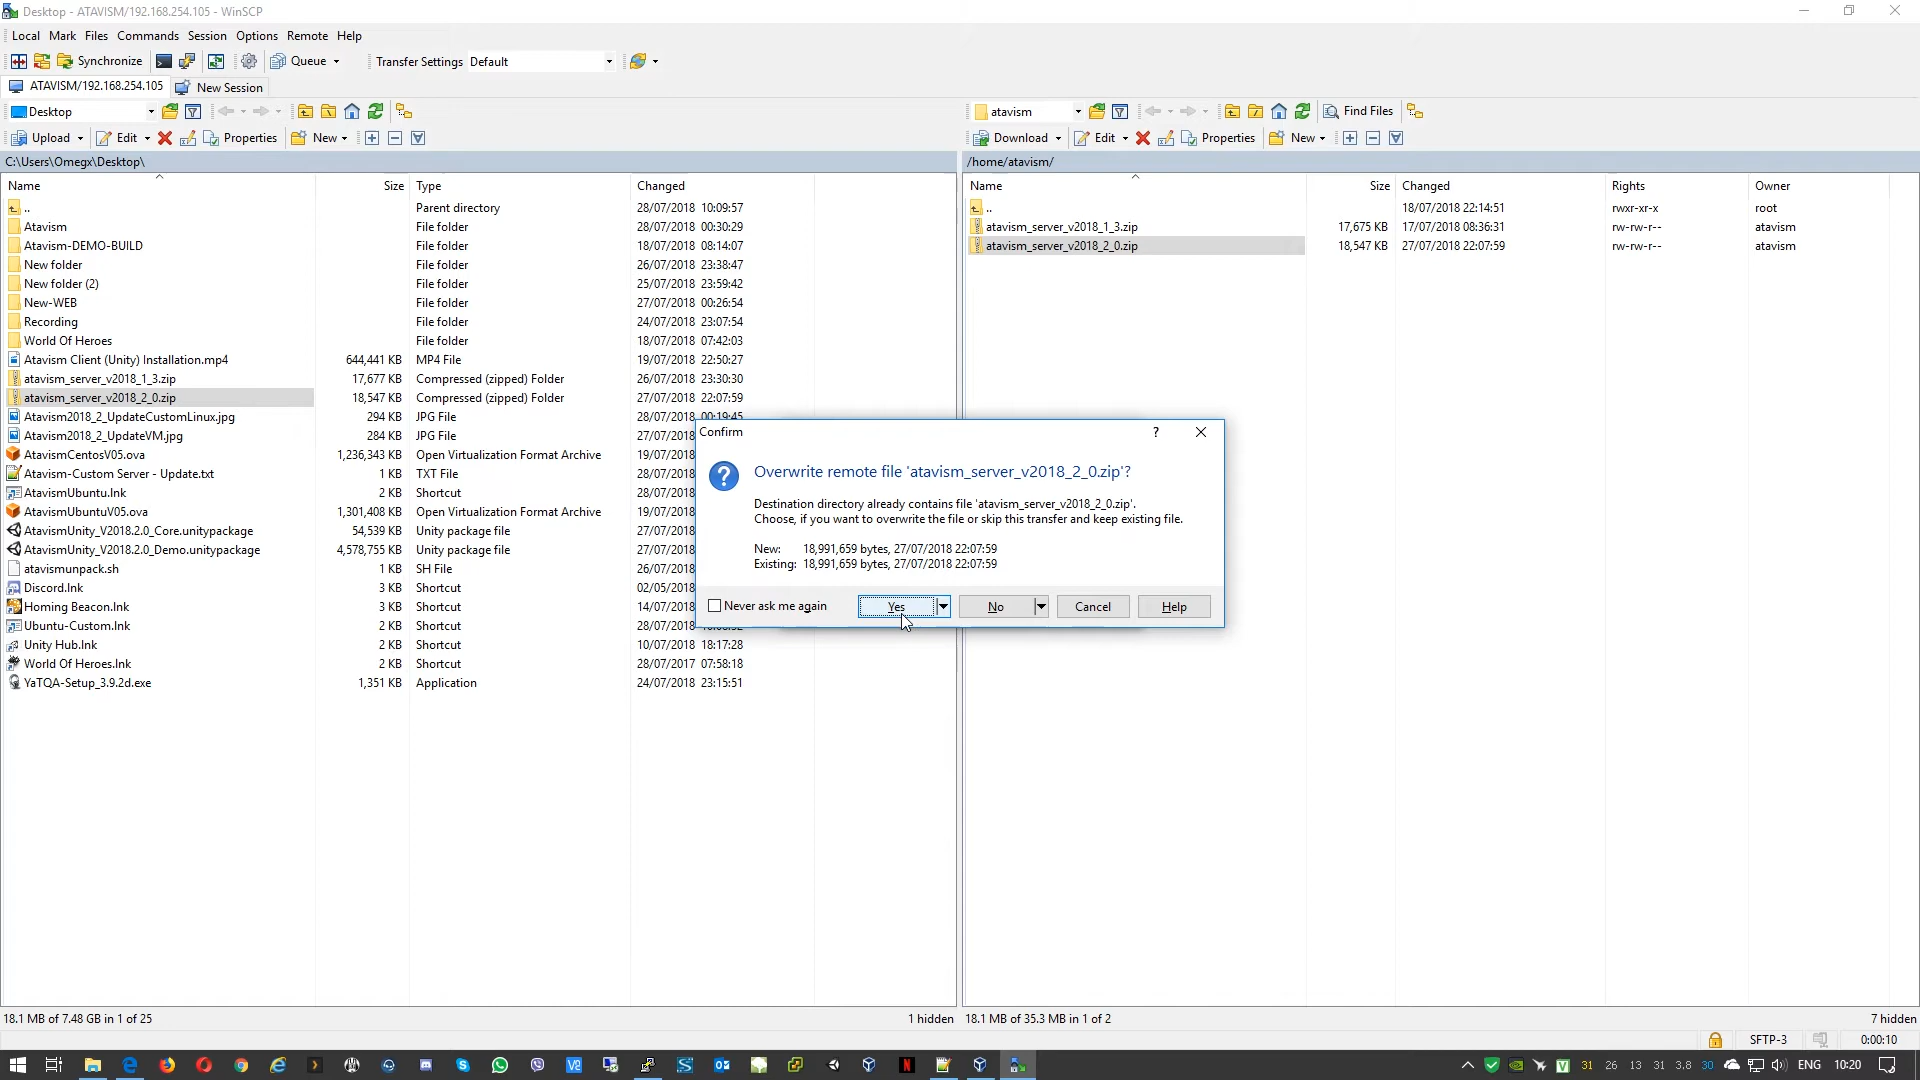 Desktop - ATAVISM/192.168.254.105 - WinSCP
Local Mark Files Commands Session Options Remote Help
Synchronize Queue Transfer Settings Default
ATAVISM/192.168.254.105 New Session
Desktop
Upload Edit Properties New
C:\Users\Omegx\Desktop\
Name Size Type Changed
.. Parent directory 28/07/2018 10:09:57
Atavism File folder 28/07/2018 00:30:29
Atavism-DEMO-BUILD File folder 18/07/2018 08:14:07
New folder File folder 26/07/2018 23:38:47
New folder (2) File folder 25/07/2018 23:59:42
New-WEB File folder 27/07/2018 00:26:54
Recording File folder 24/07/2018 23:07:54
World Of Heroes File folder 18/07/2018 07:42:03
Atavism Client (Unity) Installation.mp4 644,441 KB MP4 File 19/07/2018 22:50:27
atavism_server_v2018_1_3.zip 17,677 KB Compressed (zipped) Folder 26/07/2018 23:30:30
atavism_server_v2018_2_0.zip 18,547 KB Compressed (zipped) Folder 27/07/2018 22:07:59
Atavism2018_2_UpdateCustomLinux.jpg 294 KB JPG File 28/07/2018 00:19:45
Atavism2018_2_UpdateVM.jpg 284 KB JPG File 27/07/2018
AtavismCentosV05.ova 1,236,343 KB Open Virtualization Format Archive 19/07/2018
Atavism-Custom Server - Update.txt 1 KB TXT File 28/07/2018
AtavismUbuntu.lnk 2 KB Shortcut 28/07/2018
AtavismUbuntuV05.ova 1,301,408 KB Open Virtualization Format Archive 19/07/2018
AtavismUnity_V2018.2.0_Core.unitypackage 54,539 KB Unity package file 27/07/2018
AtavismUnity_V2018.2.0_Demo.unitypackage 4,578,755 KB Unity package file 27/07/2018
atavismunpack.sh 1 KB SH File 26/07/2018
Discord.lnk 3 KB Shortcut 02/05/2018
Homing Beacon.lnk 3 KB Shortcut 14/07/2018
Ubuntu-Custom.lnk 2 KB Shortcut 28/07/2018
Unity Hub.lnk 2 KB Shortcut 10/07/2018 18:17:28
World Of Heroes.lnk 2 KB Shortcut 28/07/2017 07:58:18
YaTQA-Setup_3.9.2d.exe 1,351 KB Application 24/07/2018 23:15:51
18.1 MB of 7.48 GB in 1 of 25 1 hidden
atavism Find Files
Download Edit Properties New
/home/atavism/
Name Size Changed Rights Owner
.. 18/07/2018 22:14:51 rwxr-xr-x root
atavism_server_v2018_1_3.zip 17,675 KB 17/07/2018 08:36:31 rw-rw-r-- atavism
atavism_server_v2018_2_0.zip 18,547 KB 27/07/2018 22:07:59 rw-rw-r-- atavism
18.1 MB of 35.3 MB in 1 of 2 7 hidden
Confirm ?
Overwrite remote file 'atavism_server_v2018_2_0.zip'?
Destination directory already contains file 'atavism_server_v2018_2_0.zip'.
Choose, if you want to overwrite the file or skip this transfer and keep existing file.
New: 18,991,659 bytes, 27/07/2018 22:07:59
Existing: 18,991,659 bytes, 27/07/2018 22:07:59
Never ask me again Yes No Cancel Help
SFTP-3 0:00:10
31 26 13 31 3.8 30 ENG 10:20